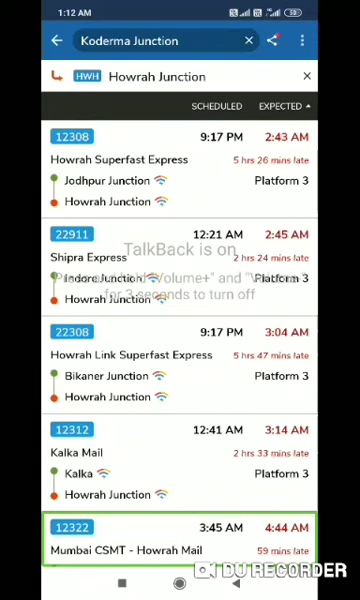 1:12 AM
Koderma Junction
HWH Howrah Junction
SCHEDULED EXPECTED
12308 9:17 PM 2:43 AM
Howrah Superfast Express 5 hrs 26 mins late
Jodhpur Junction Platform 3
Howrah Junction
22911 12:21 AM 2:45 AM
TalkBack is on
Shipra Express 2 hrs 24 mins late
Press and hold "Volume+" and "Volume-"
Indore Junction Platform 3
for 3 seconds to turn off
Howrah Junction
22308 9:17 PM 3:04 AM
Howrah Link Superfast Express 5 hrs 47 mins late
Bikaner Junction Platform 3
Howrah Junction
12312 12:41 AM 3:14 AM
Kalka Mail 2 hrs 33 mins late
Kalka Platform 3
Howrah Junction
12322 3:45 AM 4:44 AM
Mumbai CSMT - Howrah Mail 59 mins late
DU RECORDER